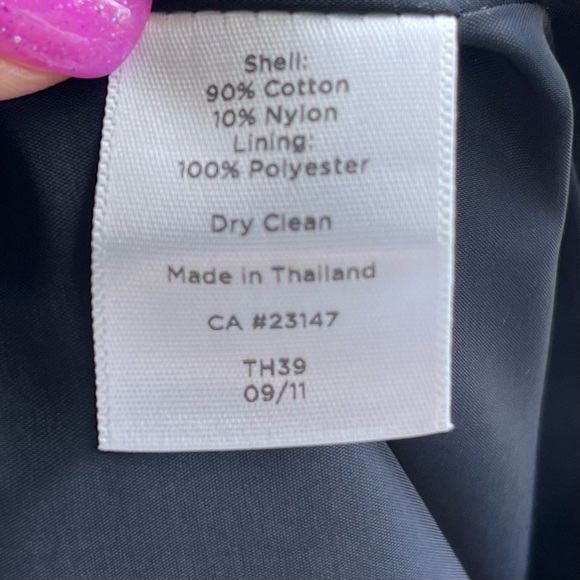 Shell:
90% Cotton
10% Nylon
Lining:
100% Polyester
Dry Clean
Made in Thailand
CA #23147
TH39
09/11